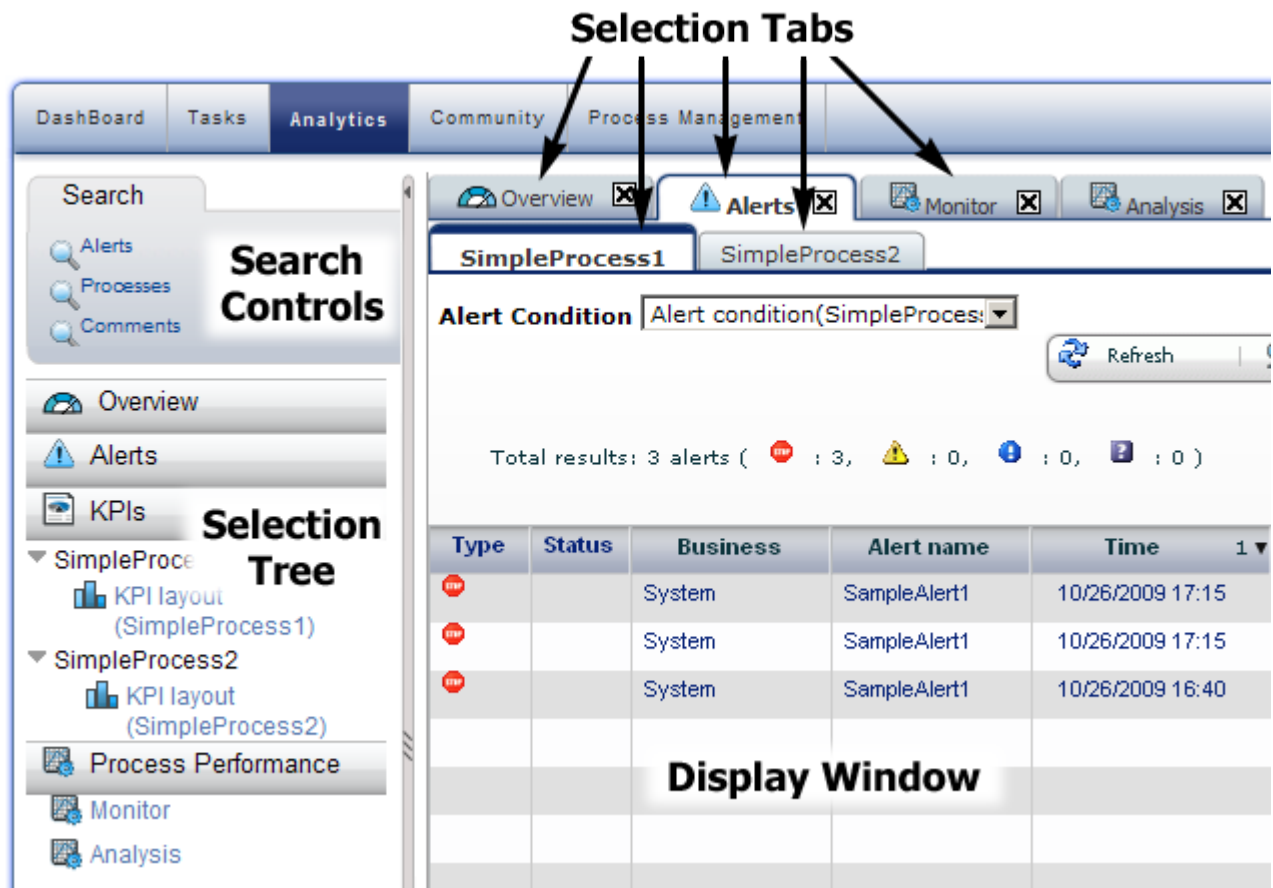 Selection Tabs
DashBoard Tasks Analytics Community Process Management
Search
Alerts
Processes
Comments
Search
Controls
Overview
Alerts
KPIs
Selection
Tree
KPI layout
(SimpleProcess1)
SimpleProcess2
KPI layout
(SimpleProcess2)
Process Performance
Monitor
Analysis
Overview Alerts Monitor Analysis
SimpleProcess1 SimpleProcess2
Alert Condition Alert condition(SimpleProces
Refresh
Total results: 3 alerts ( STOP : 3, : 0, : 0, ? : 0 )
Type Status Business Alert name Time 1
STOP System SampleAlert1 10/26/2009 17:15
STOP System SampleAlert1 10/26/2009 17:15
STOP System SampleAlert1 10/26/2009 16:40
Display Window